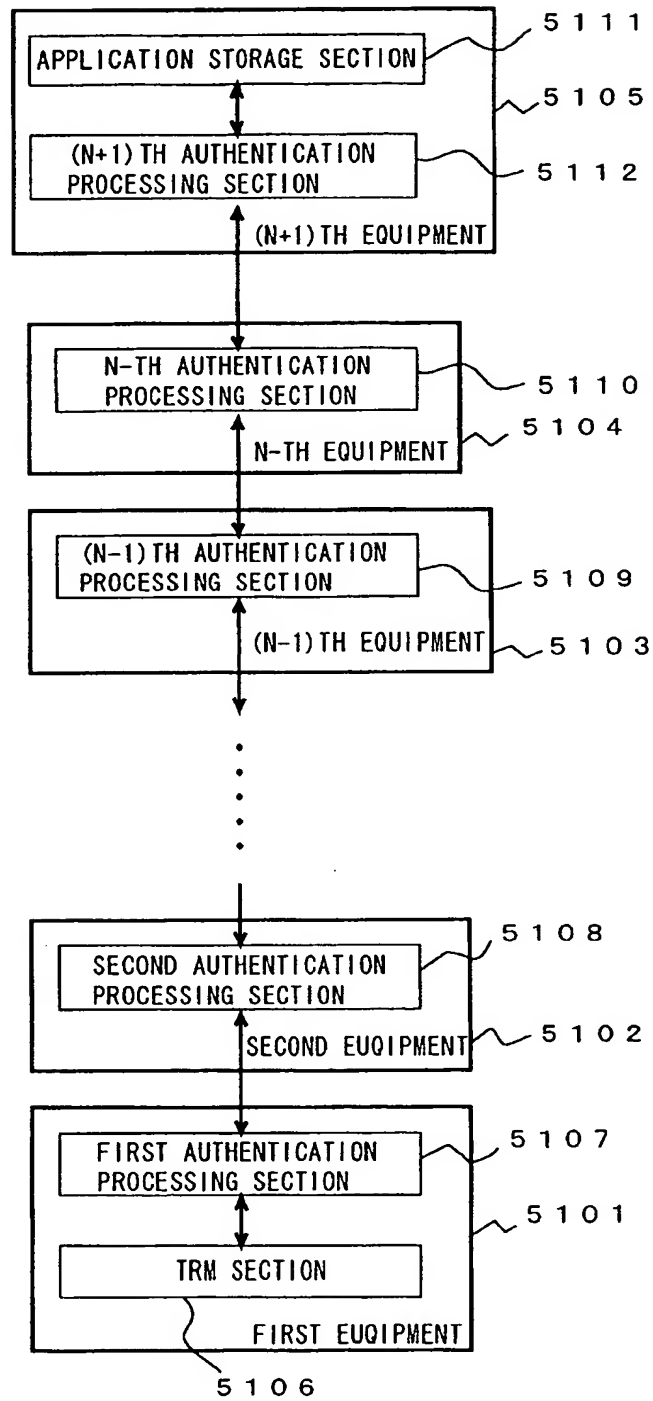 5111
APPLICATION STORAGE SECTION
5105
(N+1)TH AUTHENTICATION
PROCESSING SECTION
5112
(N+1)TH EQUIPMENT
N-TH AUTHENTICATION
PROCESSING SECTION
5110
5104
N-TH EQUIPMENT
(N-1)TH AUTHENTICATION
PROCESSING SECTION
5109
(N-1)TH EQUIPMENT
5103
5108
SECOND AUTHENTICATION
PROCESSING SECTION
5102
SECOND EUQIPMENT
5107
FIRST AUTHENTICATION
PROCESSING SECTION
5101
TRM SECTION
FIRST EUQIPMENT
5106